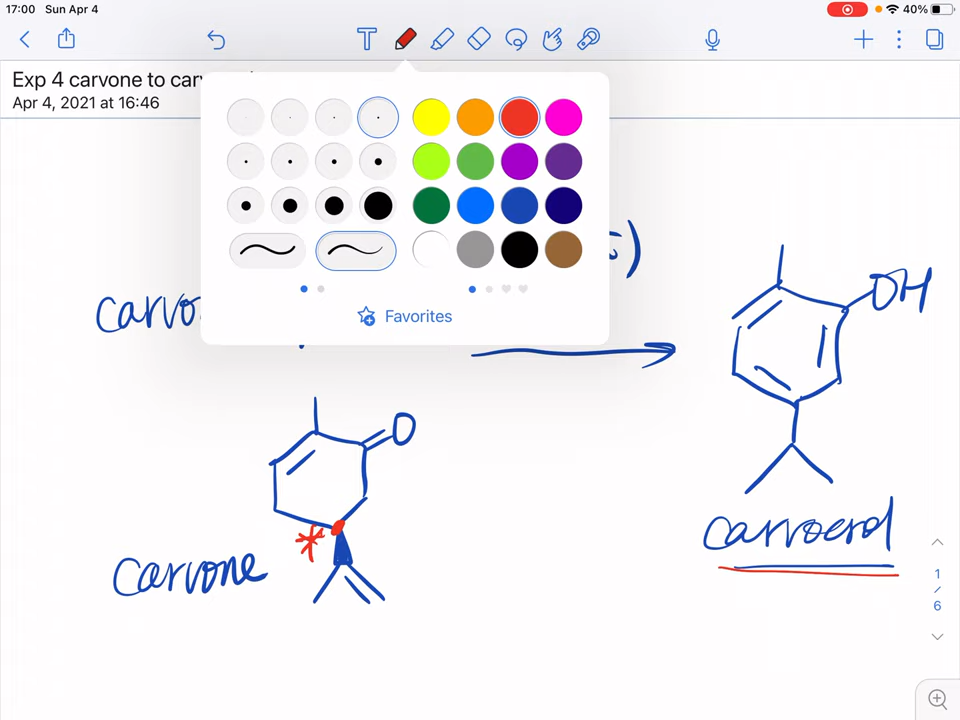 17:00 Sun Apr 4
40%
T
Exp 4 carvone to car
Apr 4, 2021 at 16:46
s)
carvo
Favorites
OH
O
*
carvone
carvacrol
1
/
6